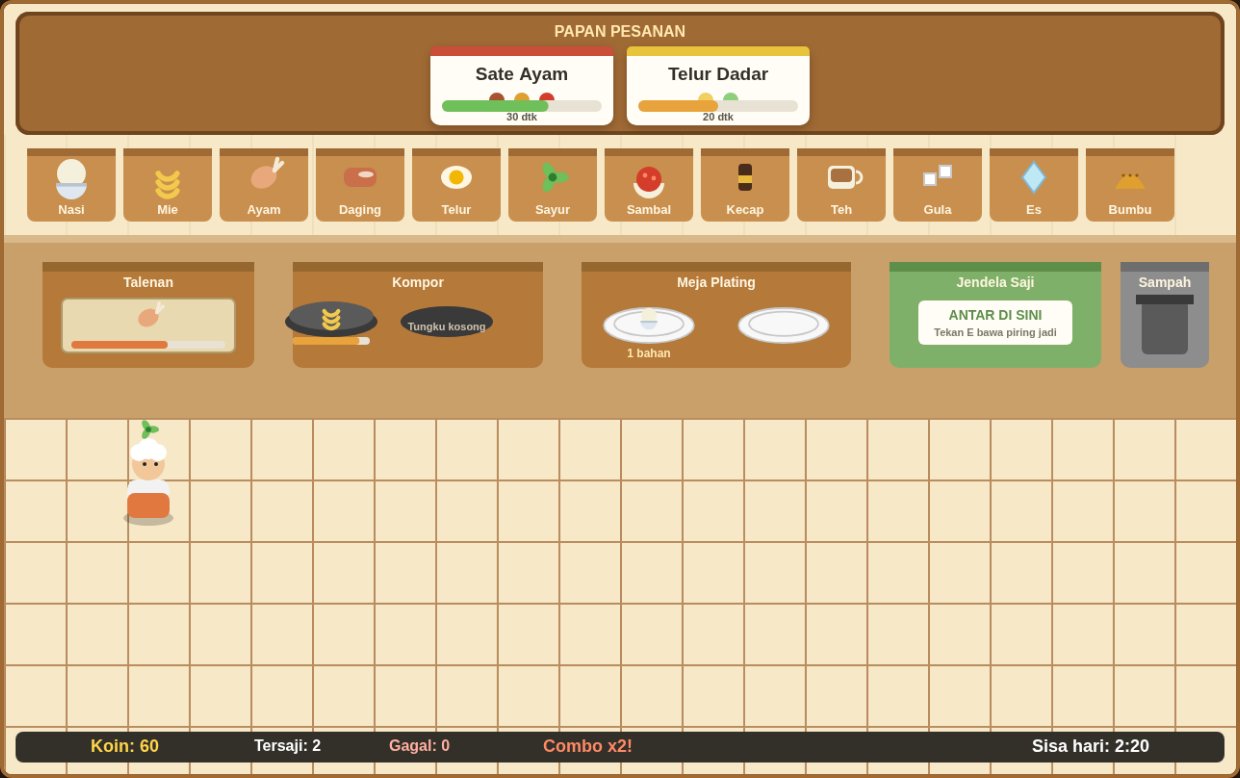 PAPAN PESANAN
Sate Ayam
Telur Dadar
30 dtk
20 dtk
Nasi
Mie
Ayam
Daging
Telur
Sayur
Sambal
Kecap
Teh
Gula
Es
Bumbu
Talenan
Kompor
Meja Plating
Jendela Saji
Sampah
Tungku kosong
ANTAR DI SINI
Tekan E bawa piring jadi
1 bahan
Koin: 60
Tersaji: 2
Gagal: 0
Combo x2!
Sisa hari: 2:20